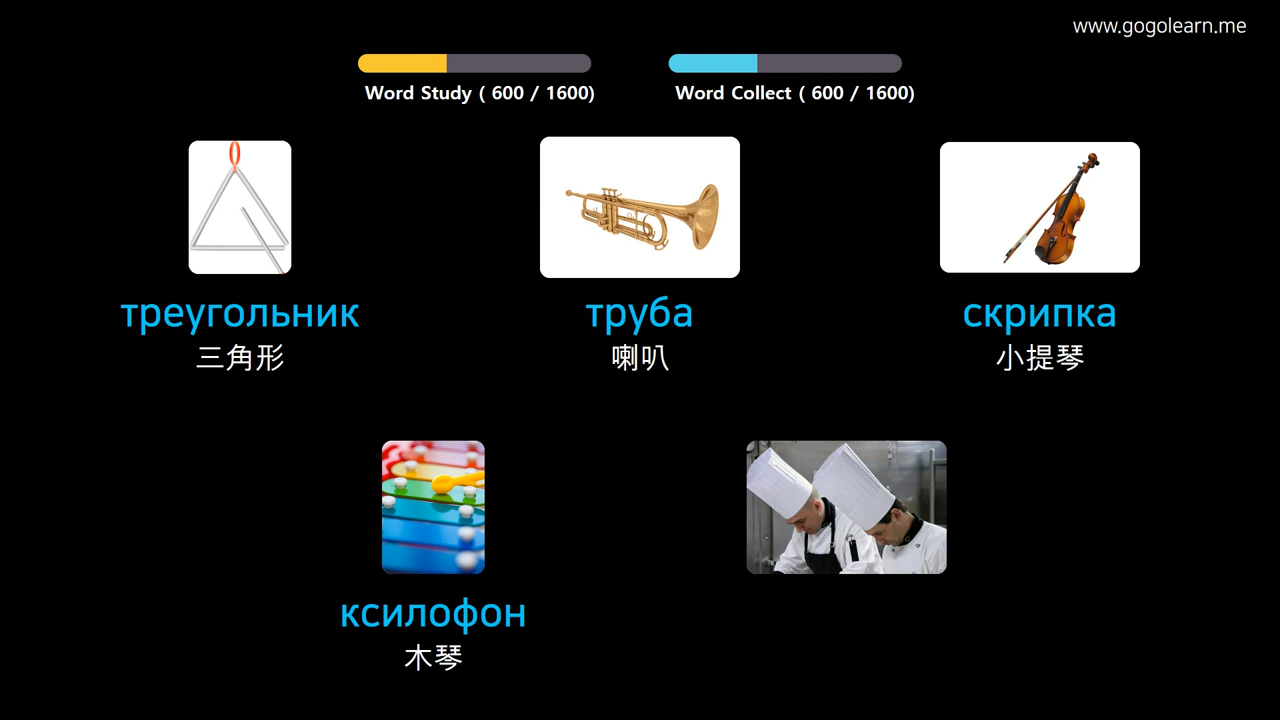 www.gogolearn.me
Word Study ( 600 / 1600)
Word Collect ( 600 / 1600)
треугольник
三角形
труба
喇叭
скрипка
小提琴
ксилофон
木琴